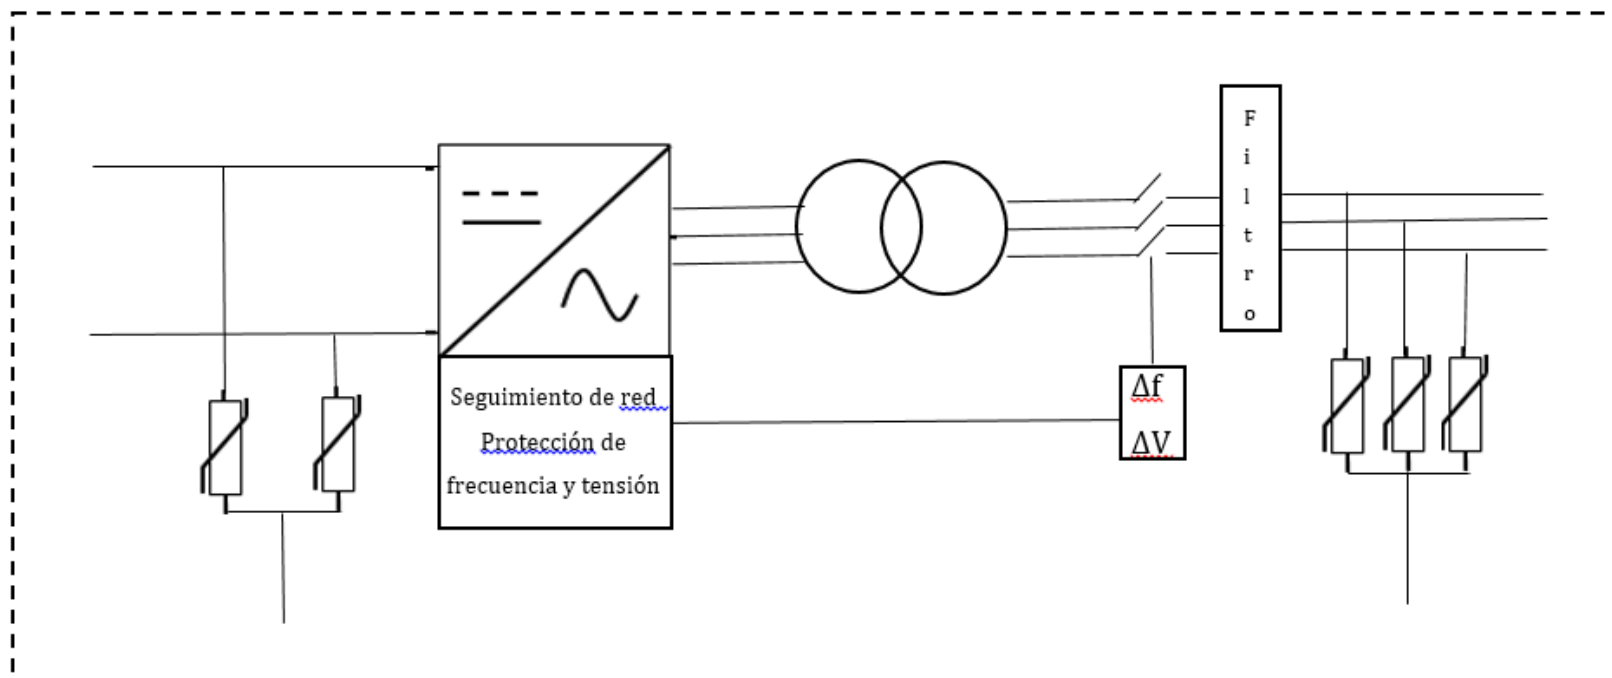 Seguimiento de red
Protección de
frecuencia y tensión
Δf
ΔV
F
i
l
t
r
o